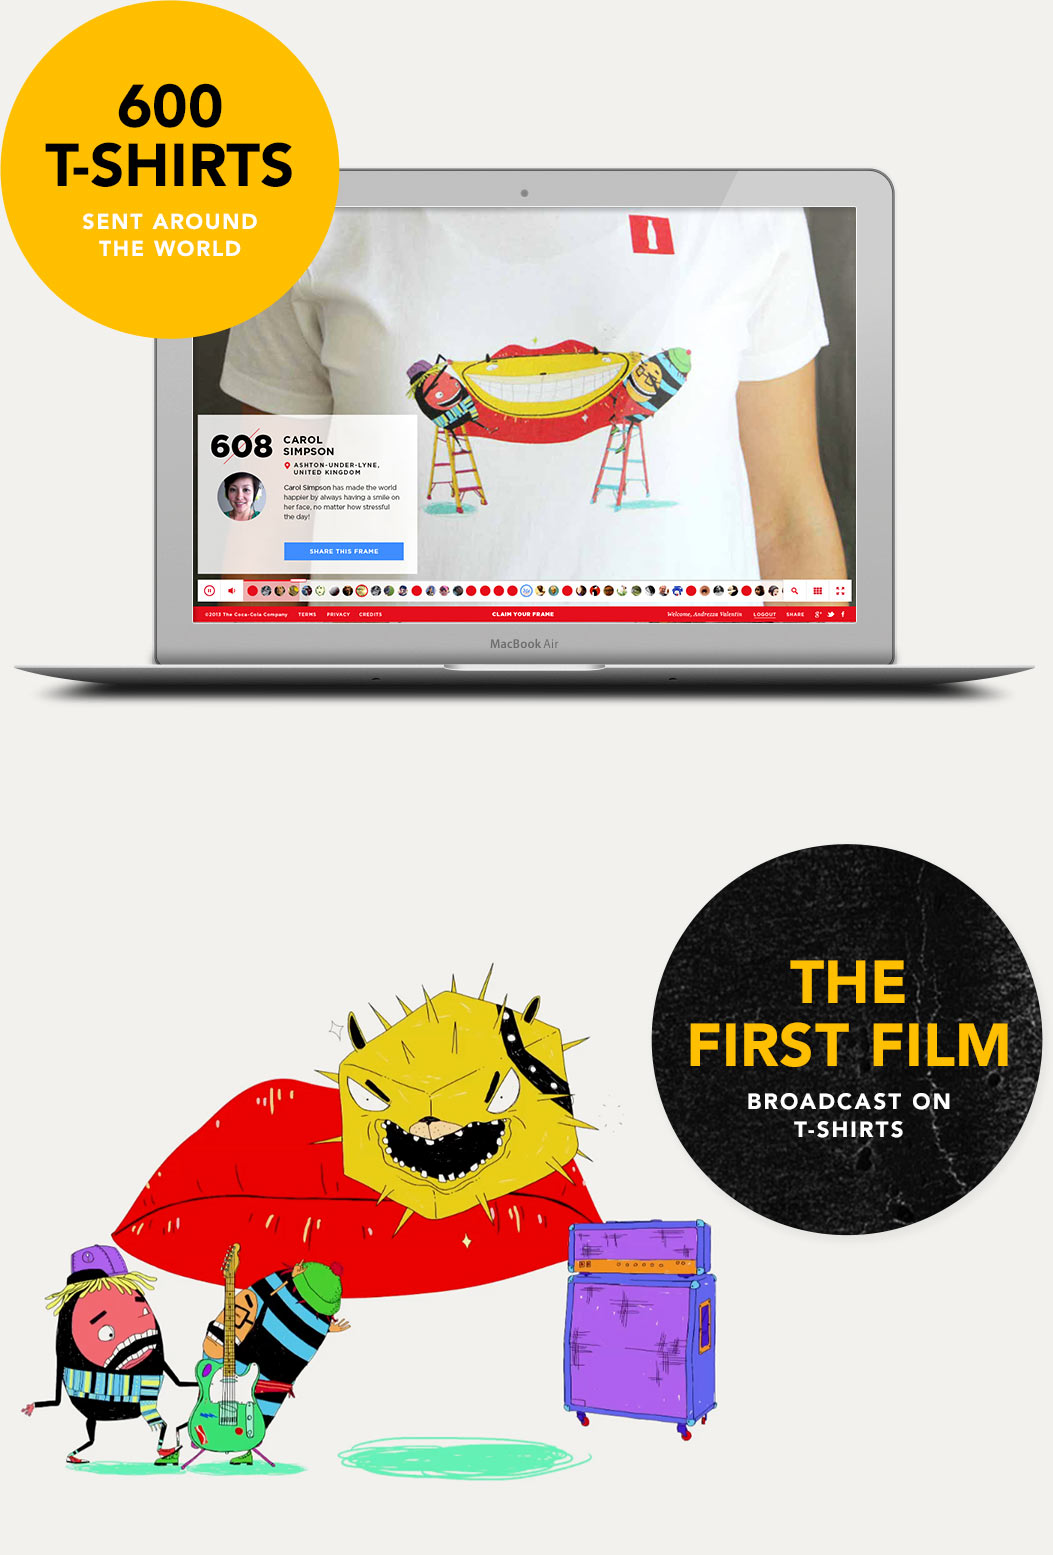 600
T-SHIRTS
SENT AROUND
THE WORLD
608
CAROL
SIMPSON
ASHTON-UNDER-LYNE,
UNITED KINGDOM
Carol Simpson has made the world
happier by always having a smile on
her face, no matter how stressful
the day!
SHARE THIS FRAME
©2013 The Coca-Cola Company TERMS PRIVACY CREDITS CLAIM YOUR FRAME Welcome, Andrezza Valentin LOGOUT SHARE
MacBook Air
THE
FIRST FILM
BROADCAST ON
T-SHIRTS